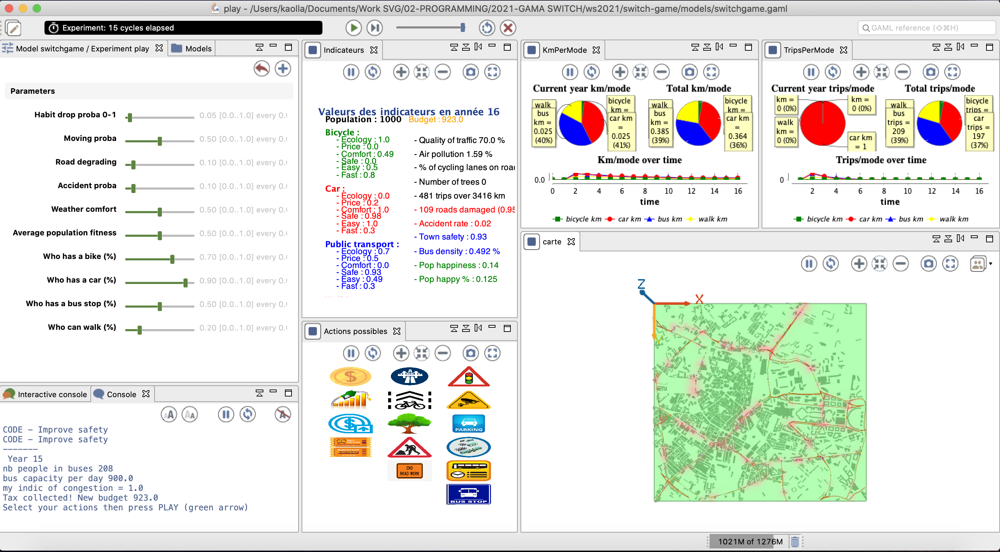 play - /Users/kaolla/Documents/Work SVG/02-PROGRAMMING/2021-GAMA SWITCH/ws2021/switch-game/models/switchgame.gaml
Experiment: 15 cycles elapsed
GAML reference (⇧⌘H)
Model switchgame / Experiment play
Models
Parameters
Habit drop proba 0-1
0.05 [0.0..1.0] every 0.
Moving proba
0.50 [0.0..1.0] every 0.
Road degrading
0.10 [0.0..1.0] every 0.
Accident proba
0.10 [0.0..1.0] every 0.
Weather comfort
0.50 [0.0..1.0] every 0.
Average population fitness
0.50 [0.0..1.0] every 0.
Who has a bike (%)
0.70 [0.0..1.0] every 0.
Who has a car (%)
0.90 [0.0..1.0] every 0.
Who has a bus stop (%)
0.50 [0.0..1.0] every 0.
Who can walk (%)
0.20 [0.0..1.0] every 0.
Interactive console
Console
CODE - Improve safety
CODE - Improve safety
-------
Year 15
nb people in buses 208
bus capacity per day 900.0
my indic of congestion = 1.0
Tax collected! New budget 923.0
Select your actions then press PLAY (green arrow)
Indicateurs
Valeurs des indicateurs en année 16
Population : 1000 Budget : 923.0
Bicycle :
- Ecology : 1.0
- Price : 0.0
- Comfort : 0.49
- Safe : 0.0
- Easy : 0.5
- Fast : 0.8
Car :
- Ecology : 0.0
- Price : 0.2
- Comfort : 1.0
- Safe : 0.98
- Easy : 1.0
- Fast : 0.3
Public transport :
- Ecology : 0.7
- Price : 0.5
- Comfort : 0.0
- Safe : 0.93
- Easy : 0.49
- Fast : 0.3
- Quality of traffic 70.0 %
- Air pollution 1.59 %
- % of cycling lanes on roa
- Number of trees 0
- 481 trips over 3416 km
- 109 roads damaged (0.95
- Accident rate : 0.02
- Town safety : 0.93
- Bus density : 0.492 %
- Pop happiness : 0.14
- Pop happy % : 0.125
Actions possibles
PARKING
BUS TICKET
BUS TICKET
END
ROAD WORK
BUS STOP
KmPerMode
Current year km/mode
walk
bus
km =
0.025
(40%)
bicycle
km =
car km
=
0.025
(41%)
Total km/mode
walk
bus
km =
0.385
(39%)
bicycle
km =
car km
=
0.364
(36%)
Km/mode over time
0.0
0 2 4 6 8 10 12 14 16
time
bicycle km car km bus km walk km
TripsPerMode
Current year trips/mode
km =
0 (0%)
walk
km =
0 (0%)
km =
0 (0%)
car km
= 1
Total trips/mode
walk
bus
trips =
209
(39%)
bicycle
trips =
car
trips =
197
(37%)
Trips/mode over time
0
2 4 6 8 10 12 14 16
time
bicycle km car km bus km walk km
carte
Z
X
Y
1021M of 1276M